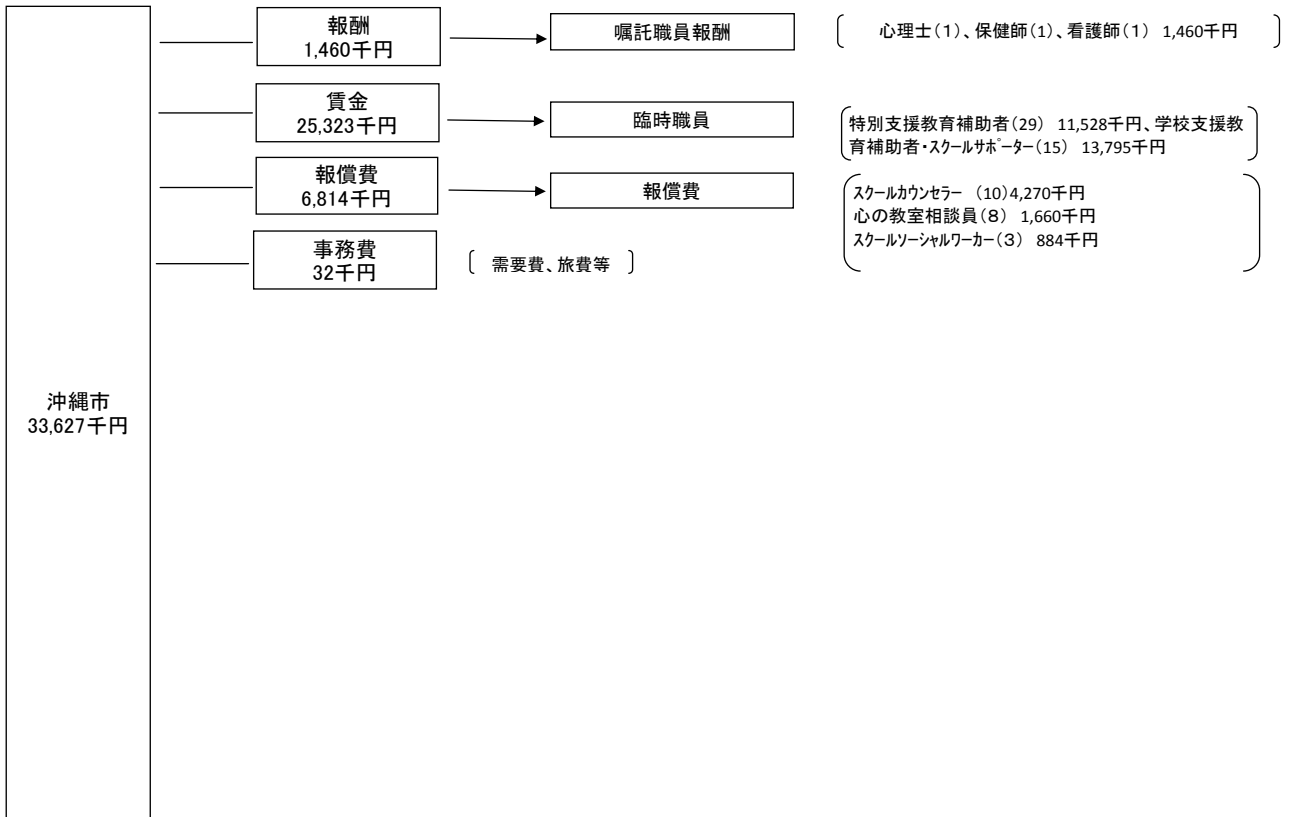 報酬
1,460千円
嘱託職員報酬
心理士(1)、保健師(1)、看護師(1) 1,460千円
賃金
25,323千円
臨時職員
特別支援教育補助者(29) 11,528千円、学校支援教
育補助者・スクールサポーター(15) 13,795千円
報償費
6,814千円
報償費
スクールカウンセラー (10)4,270千円
心の教室相談員(8) 1,660千円
スクールソーシャルワーカー(3) 884千円
事務費
32千円
需要費、旅費等
沖縄市
33,627千円